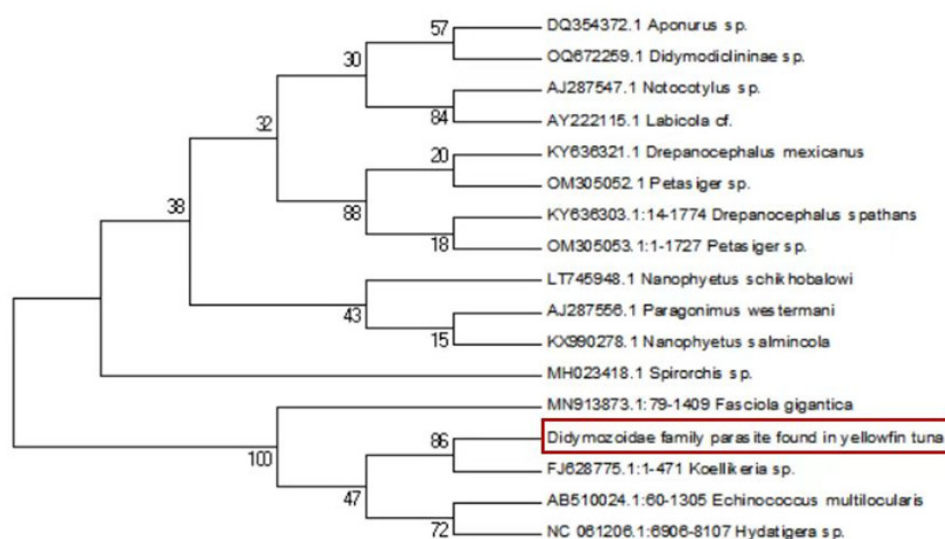 57
DQ354372.1 Aponurus sp.
OQ672259.1 Didymodiclininae sp.
30
AJ287547.1 Notocotylus sp.
84
AY222115.1 Labicola cf.
32
20
KY636321.1 Drepanocephalus mexicanus
OM305052.1 Petasiger sp.
88
KY636303.1:14-1774 Drepanocephalus spathans
18
OM305053.1:1-1727 Petasiger sp.
38
LT745948.1 Nanophyetus schikhobalowi
43
AJ287556.1 Paragonimus westermani
15
KX990278.1 Nanophyetus salmincola
MH023418.1 Spirorchis sp.
MN913873.1:79-1409 Fasciola gigantica
100
86
Didymozoidae family parasite found in yellowfin tuna
FJ628775.1:1-471 Koellikeria sp.
47
AB510024.1:60-1305 Echinococcus multilocularis
72
NC 061206.1:6906-8107 Hydatigera sp.